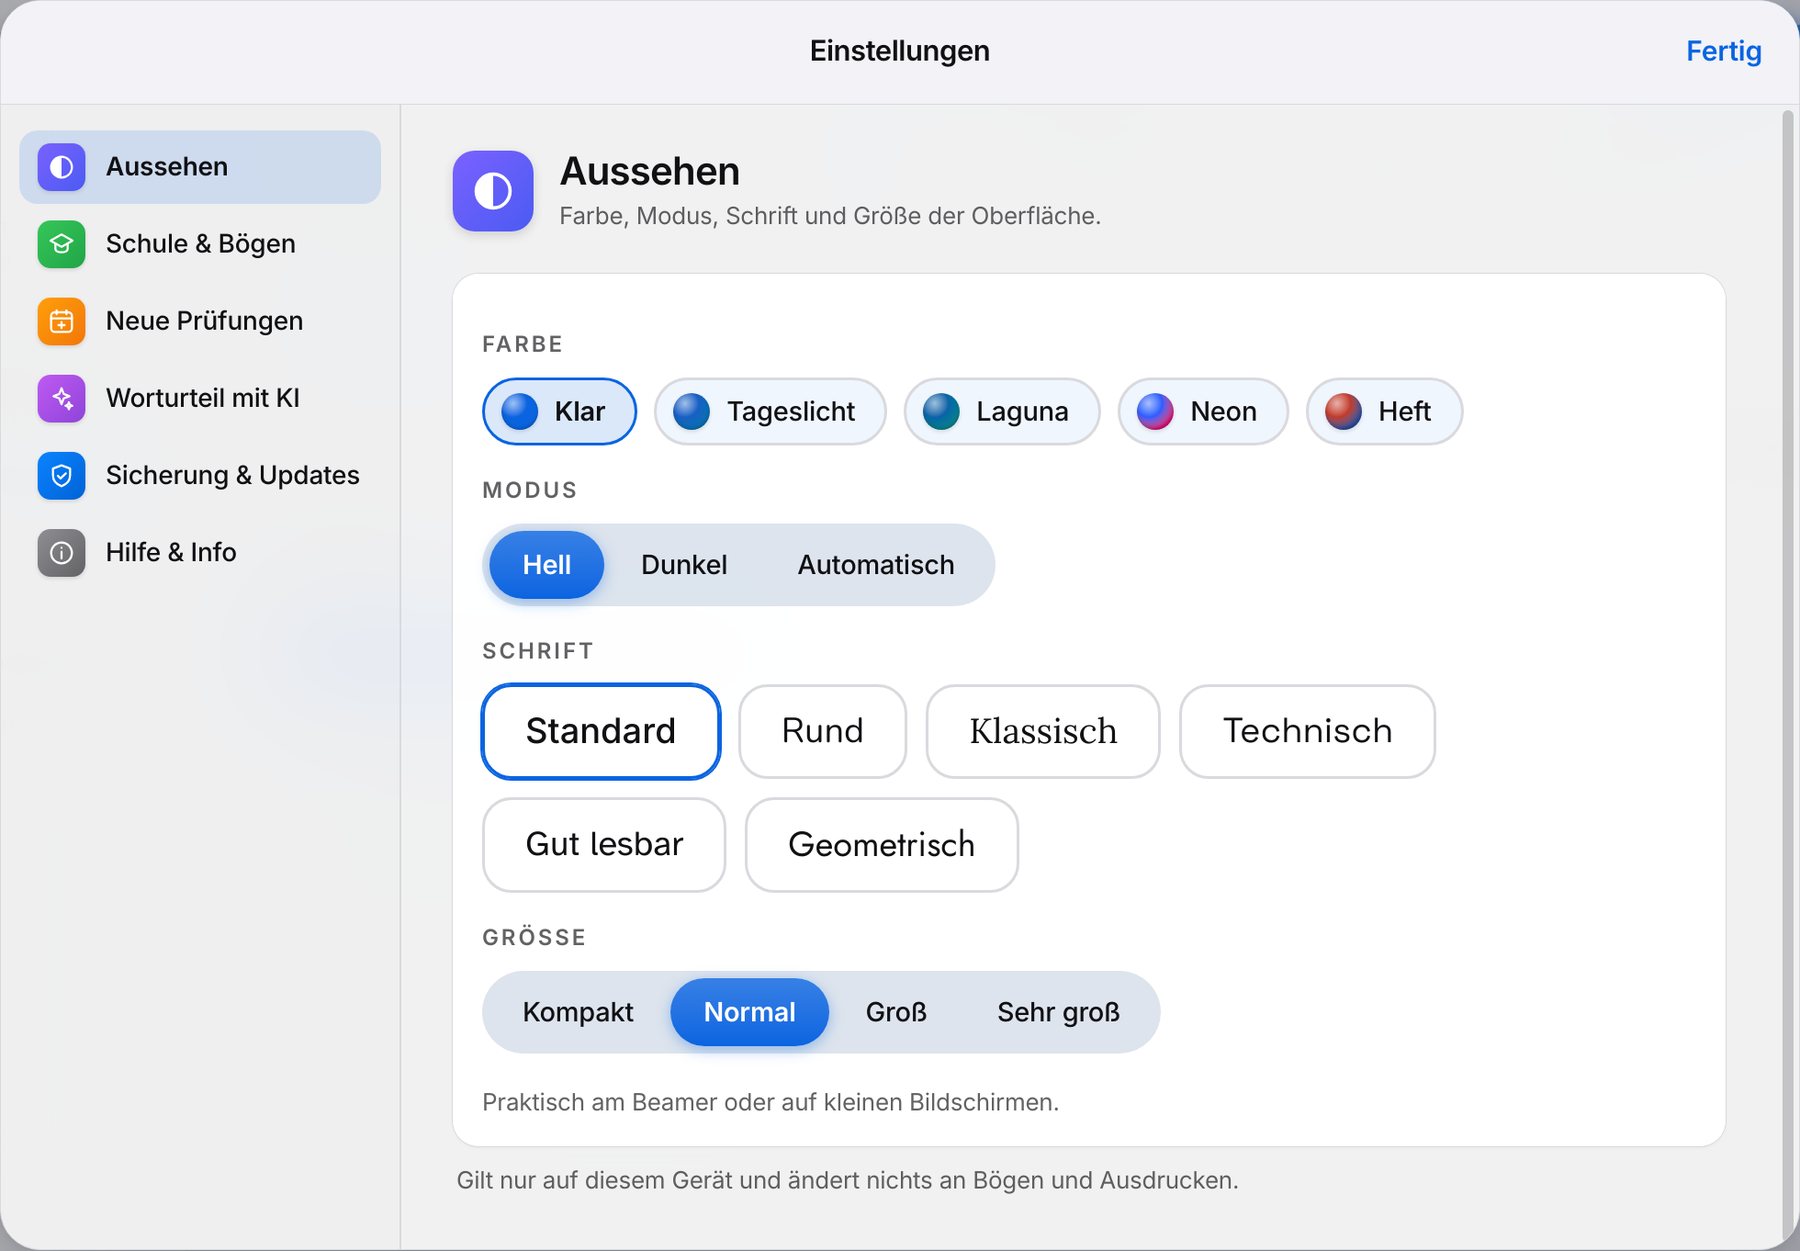 Einstellungen
Fertig
Aussehen
Schule & Bögen
Neue Prüfungen
Worturteil mit KI
Sicherung & Updates
Hilfe & Info
Aussehen
Farbe, Modus, Schrift und Größe der Oberfläche.
FARBE
Klar Tageslicht Laguna Neon Heft
MODUS
Hell Dunkel Automatisch
SCHRIFT
Standard Rund Klassisch Technisch
Gut lesbar Geometrisch
GRÖSSE
Kompakt Normal Groß Sehr groß
Praktisch am Beamer oder auf kleinen Bildschirmen.
Gilt nur auf diesem Gerät und ändert nichts an Bögen und Ausdrucken.